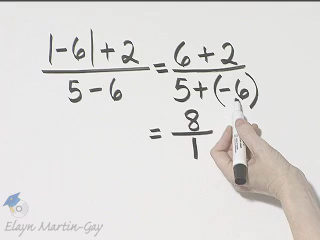 (|-6| + 2)/(5 - 6) = (6 + 2)/(5 + (-6))
= 8/1
Elayn Martin-Gay